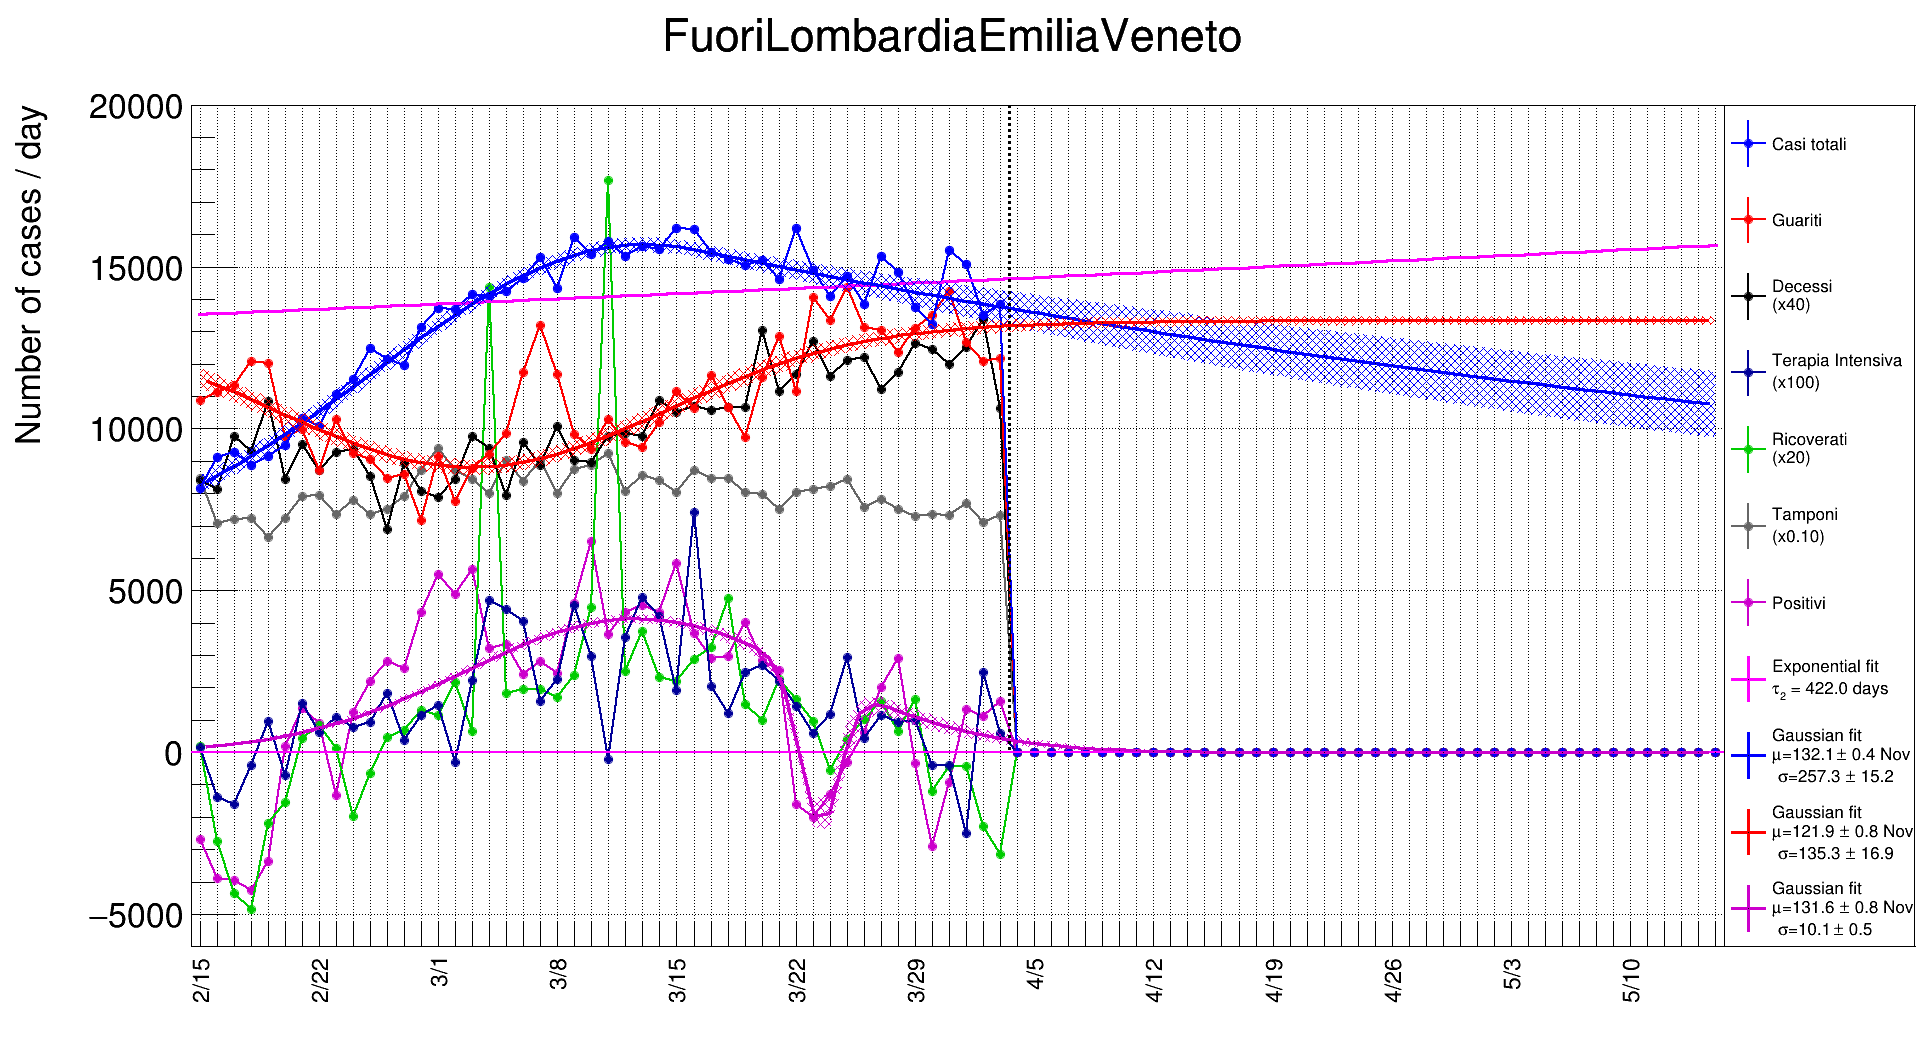 FuoriLombardiaEmiliaVeneto
Number of cases / day
20000
15000
10000
5000
0
−5000
2/15
2/22
3/1
3/8
3/15
3/22
3/29
4/5
4/12
4/19
4/26
5/3
5/10
Casi totali
Guariti
Decessi
(x40)
Terapia Intensiva
(x100)
Ricoverati
(x20)
Tamponi
(x0.10)
Positivi
Exponential fit
τ2 = 422.0 days
Gaussian fit
μ=132.1 ± 0.4 Nov
σ=257.3 ± 15.2
Gaussian fit
μ=121.9 ± 0.8 Nov
σ=135.3 ± 16.9
Gaussian fit
μ=131.6 ± 0.8 Nov
σ=10.1 ± 0.5